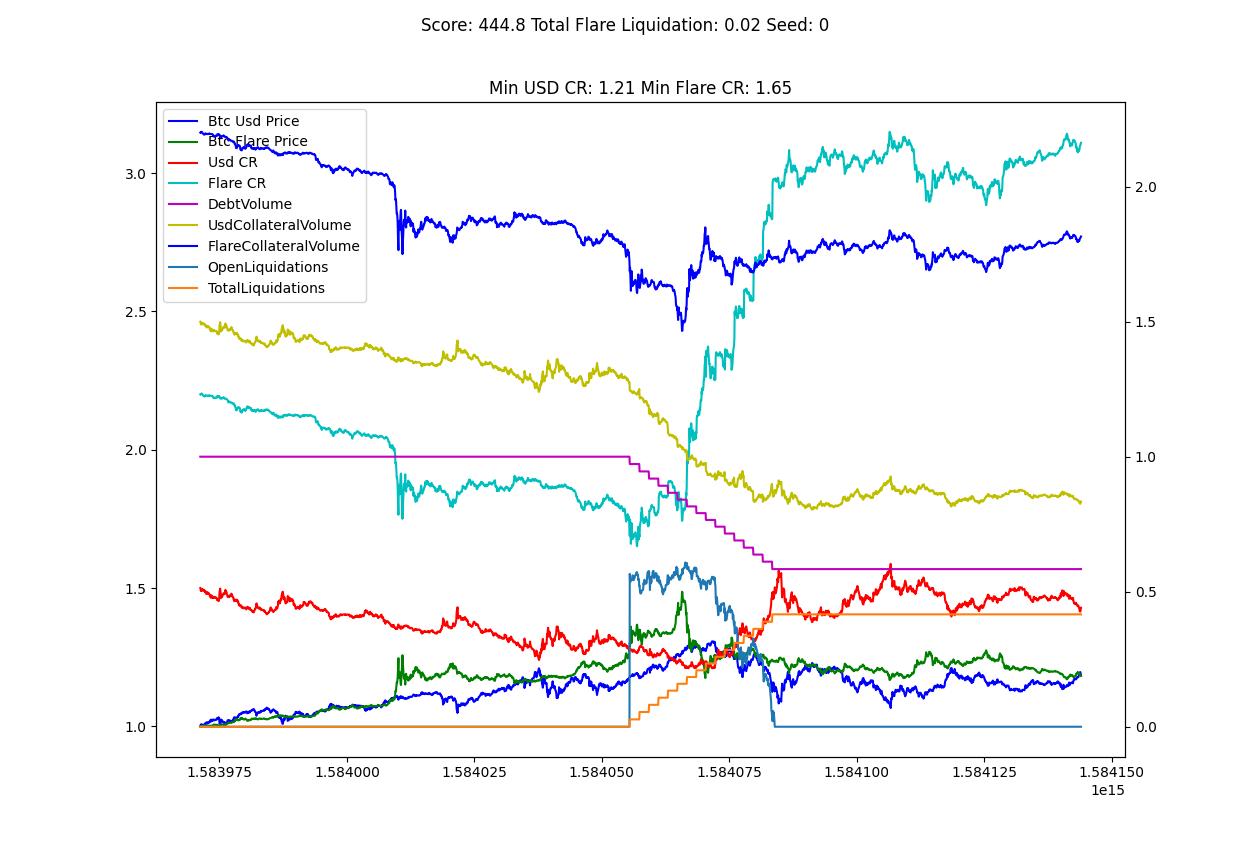 Score: 444.8 Total Flare Liquidation: 0.02 Seed: 0
Min USD CR: 1.21 Min Flare CR: 1.65
Btc Usd Price
Btc Flare Price
Usd CR
Flare CR
DebtVolume
UsdCollateralVolume
FlareCollateralVolume
OpenLiquidations
TotalLiquidations
3.0
2.5
2.0
1.5
1.0
2.0
1.5
1.0
0.5
0.0
1.583975 1.584000 1.584025 1.584050 1.584075 1.584100 1.584125 1.584150
1e15